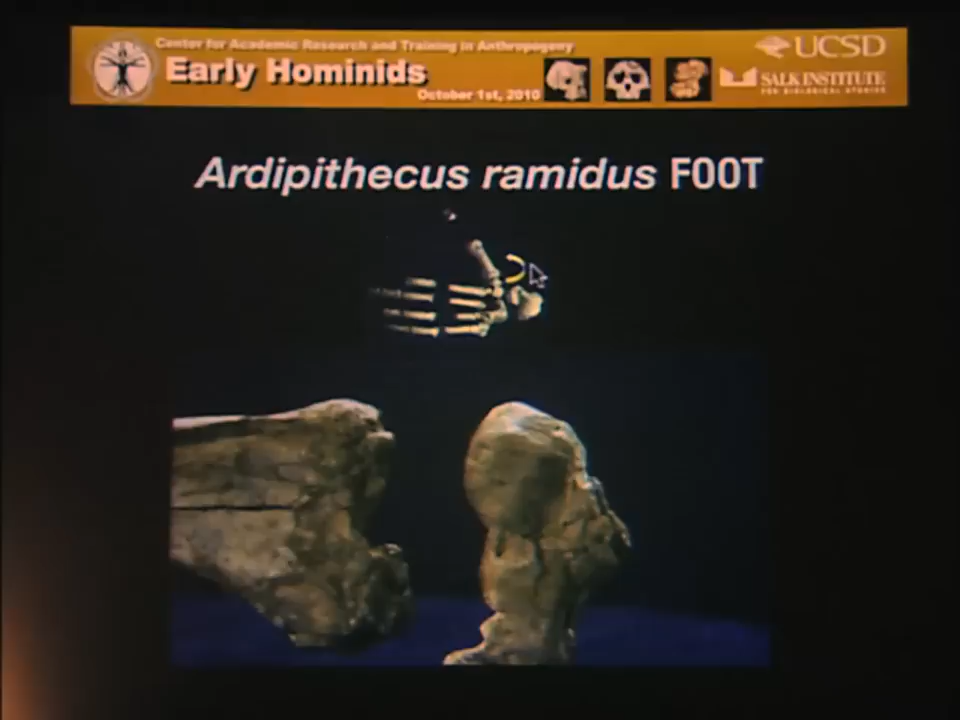 Center for Academic Research and Training in Anthropogeny
Early Hominids
October 1st, 2010
UCSD
SALK INSTITUTE
FOR BIOLOGICAL STUDIES
Ardipithecus ramidus FOOT